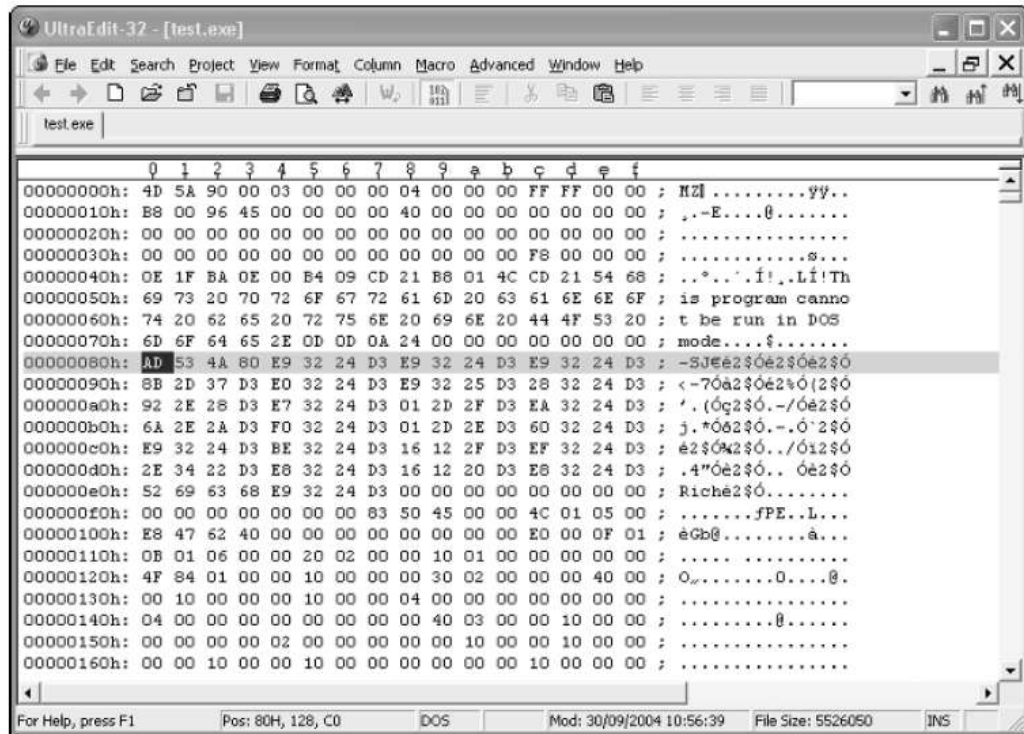 UltraEdit-32 - [test.exe]
File Edit Search Project View Format Column Macro Advanced Window Help
test.exe
0 1 2 3 4 5 6 7 8 9 a b c d e f
00000000h: 4D 5A 90 00 03 00 00 00 04 00 00 00 FF FF 00 00 ; MZ.........ÿÿ..
00000010h: B8 00 96 45 00 00 00 00 40 00 00 00 00 00 00 00 ; ¸.-E....@.......
00000020h: 00 00 00 00 00 00 00 00 00 00 00 00 00 00 00 00 ; ................
00000030h: 00 00 00 00 00 00 00 00 00 00 00 00 F8 00 00 00 ; ............ø...
00000040h: 0E 1F BA 0E 00 B4 09 CD 21 B8 01 4C CD 21 54 68 ; ..º..´.Í!¸.LÍ!Th
00000050h: 69 73 20 70 72 6F 67 72 61 6D 20 63 61 6E 6E 6F ; is program canno
00000060h: 74 20 62 65 20 72 75 6E 20 69 6E 20 44 4F 53 20 ; t be run in DOS
00000070h: 6D 6F 64 65 2E 0D 0D 0A 24 00 00 00 00 00 00 00 ; mode....$.......
00000080h: AD 53 4A 80 E9 32 24 D3 E9 32 24 D3 E9 32 24 D3 ; -SJ€é2$Óé2$Óé2$Ó
00000090h: 8B 2D 37 D3 E0 32 24 D3 E9 32 25 D3 28 32 24 D3 ; <-7Óà2$Óé2%Ó(2$Ó
000000a0h: 92 2E 28 D3 E7 32 24 D3 01 2D 2F D3 EA 32 24 D3 ; '.(Óç2$Ó.-/Óê2$Ó
000000b0h: 6A 2E 2A D3 F0 32 24 D3 01 2D 2E D3 60 32 24 D3 ; j.*Óð2$Ó.-.Ó`2$Ó
000000c0h: E9 32 24 D3 BE 32 24 D3 16 12 2F D3 EF 32 24 D3 ; é2$Ó¾2$Ó../Óï2$Ó
000000d0h: 2E 34 22 D3 E8 32 24 D3 16 12 20 D3 E8 32 24 D3 ; .4"Óè2$Ó.. Óè2$Ó
000000e0h: 52 69 63 68 E9 32 24 D3 00 00 00 00 00 00 00 00 ; Riché2$Ó........
000000f0h: 00 00 00 00 00 00 00 83 50 45 00 00 4C 01 05 00 ; .......ƒPE..L...
00000100h: E8 47 62 40 00 00 00 00 00 00 00 00 E0 00 0F 01 ; èGb@........à...
00000110h: 0B 01 06 00 00 20 02 00 00 10 01 00 00 00 00 00 ; ..... ..........
00000120h: 4F 84 01 00 00 10 00 00 00 30 02 00 00 00 40 00 ; O„.......0....@.
00000130h: 00 10 00 00 00 10 00 00 04 00 00 00 00 00 00 00 ; ................
00000140h: 04 00 00 00 00 00 00 00 00 40 03 00 00 10 00 00 ; .........@......
00000150h: 00 00 00 00 02 00 00 00 00 00 10 00 00 10 00 00 ; ................
00000160h: 00 00 10 00 00 10 00 00 00 00 00 00 10 00 00 00 ; ................
For Help, press F1 Pos: 80H, 128, C0 DOS Mod: 30/09/2004 10:56:39 File Size: 5526050 INS